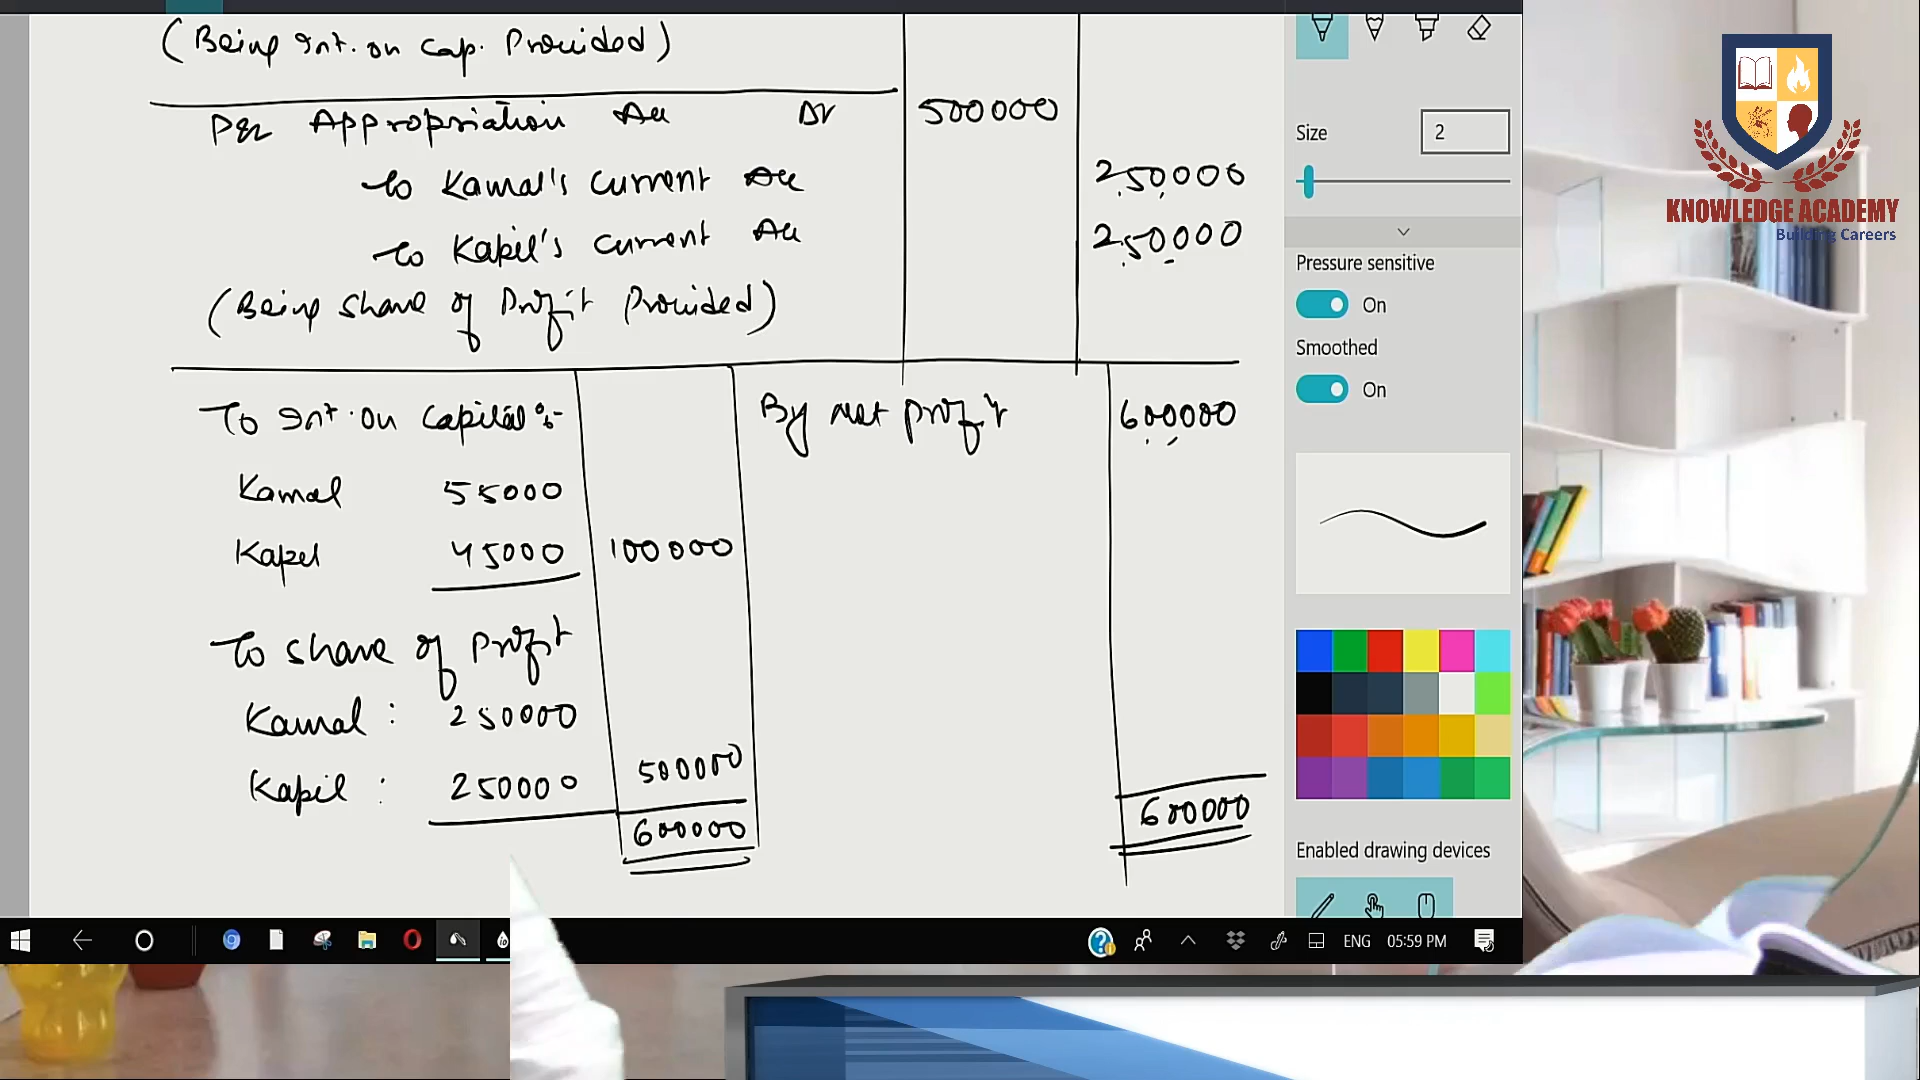 (Being Int. on Cap. Provided)
P&L Appropriation A/c Dr 500000
To Kamal's Current A/c 250000
To Kapil's Current A/c 250000
(Being Share of Profit Provided)
To Int. on Capital:-
By net profit 600000
Kamal 55000
Kapil 45000 100000
To share of profit
Kamal : 250000
Kapil : 250000 500000
600000 600000
Size 2
Pressure sensitive
On
Smoothed
On
Enabled drawing devices
ENG 05:59 PM
KNOWLEDGE ACADEMY
Building Careers